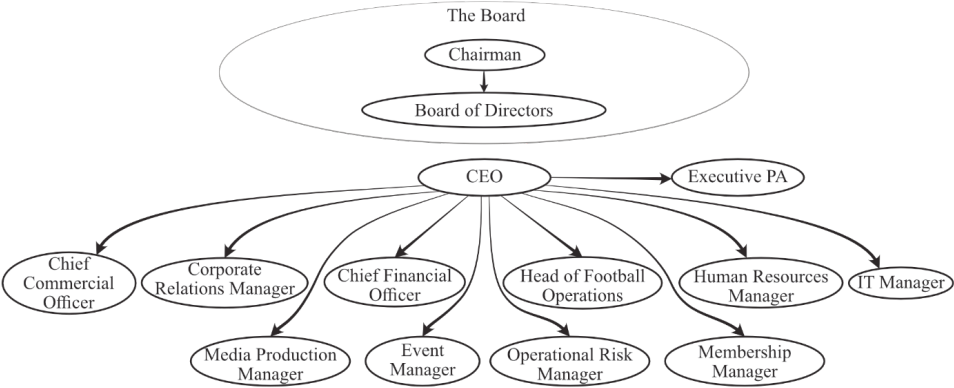 The Board
Chairman
Board of Directors
CEO
Executive PA
Chief
Commercial
Officer
Corporate
Relations Manager
Chief Financial
Officer
Head of Football
Operations
Human Resources
Manager
IT Manager
Media Production
Manager
Event
Manager
Operational Risk
Manager
Membership
Manager